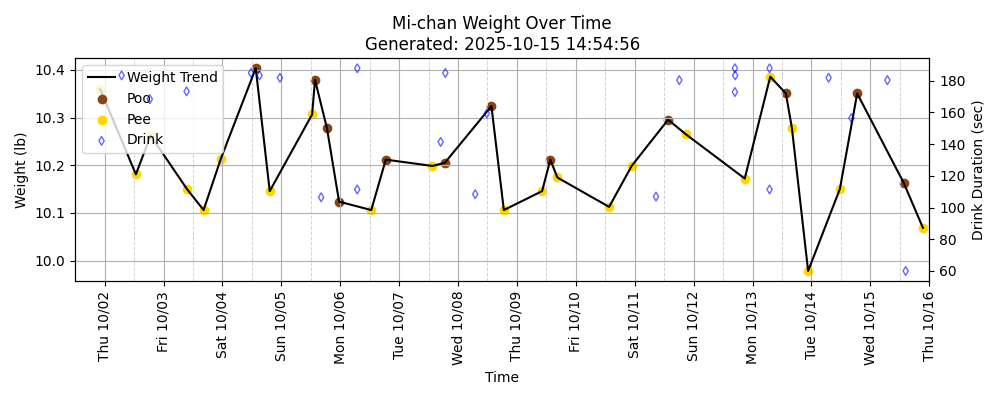 Mi-chan Weight Over Time
Generated: 2025-10-15 14:54:56
Weight (lb)
10.4
10.3
10.2
10.1
10.0
Weight Trend
Poo
Pee
Drink
180
160
140
120
100
80
60
Drink Duration (sec)
Thu 10/02
Fri 10/03
Sat 10/04
Sun 10/05
Mon 10/06
Tue 10/07
Wed 10/08
Thu 10/09
Fri 10/10
Sat 10/11
Sun 10/12
Mon 10/13
Tue 10/14
Wed 10/15
Thu 10/16
Time